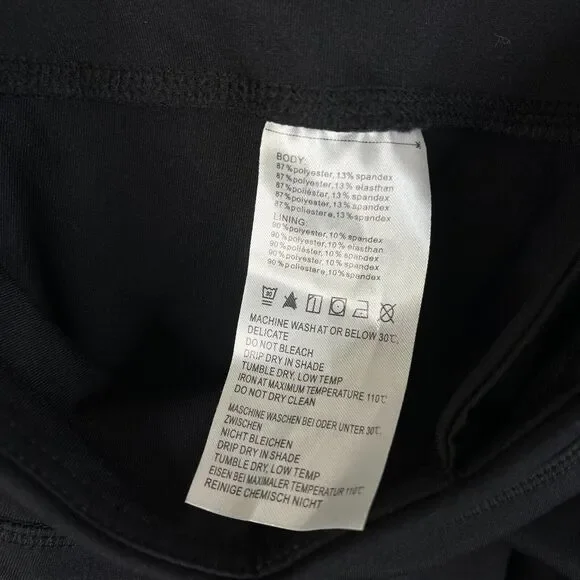 BODY:
87%polyester,13%spandex
87%polyester,13%elasthan
87%poliéster,13%spandex
87%polyester,13%spandex
87%poliestere,13%spandex
LINING:
90%polyester,10%spandex
90%polyester,10%elasthan
90%poliéster,10%spandex
90%polyester,10%spandex
90%poliestere,10%spandex
30
MACHINE WASH AT OR BELOW 30℃,
DELICATE
DO NOT BLEACH
DRIP DRY IN SHADE
TUMBLE DRY, LOW TEMP
IRON AT MAXIMUM TEMPERATURE 110℃
DO NOT DRY CLEAN
MASCHINE WASCHEN BEI ODER UNTER 30℃,
ZWISCHEN
NICHT BLEICHEN
DRIP DRY IN SHADE
TUMBLE DRY, LOW TEMP
EISEN BEI MAXIMALER TEMPERATUR 110℃
REINIGE CHEMISCH NICHT